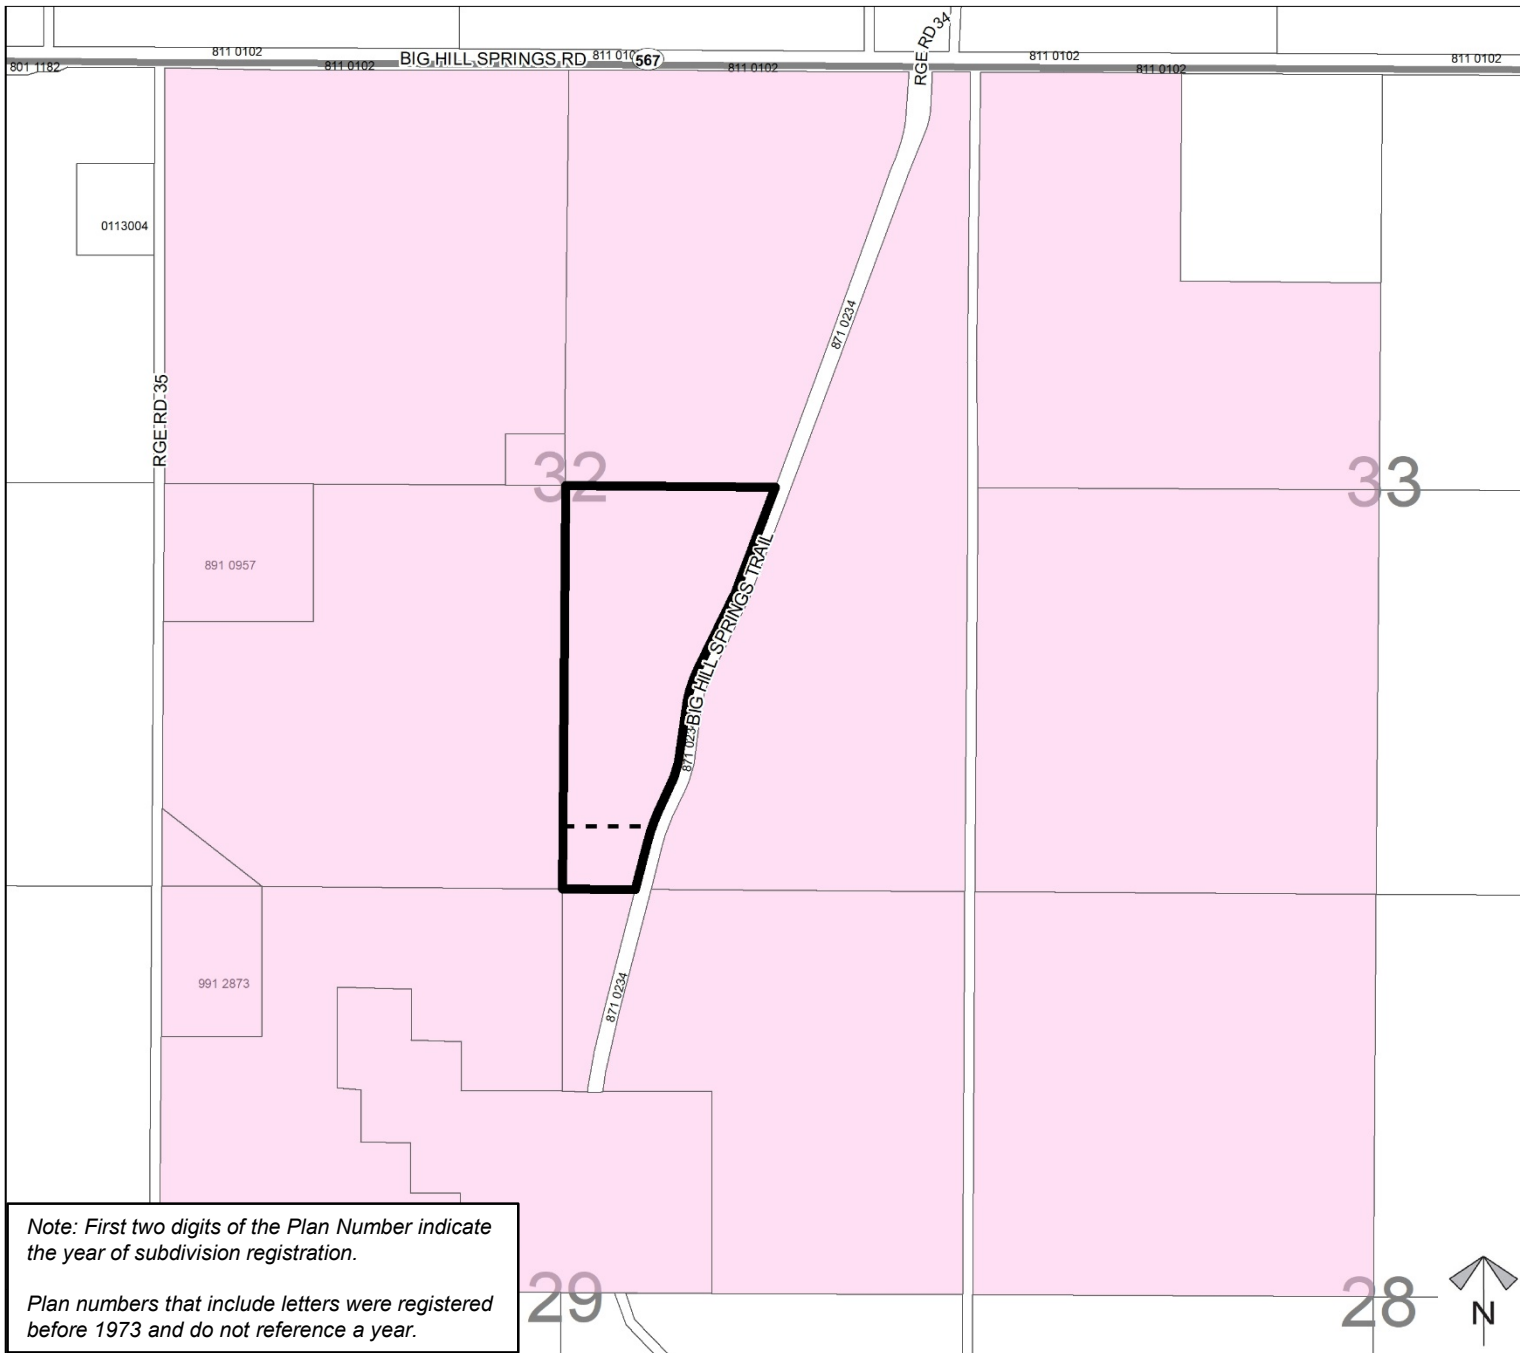 RGE RD 34
811 0102
811 010
811 0102
811 0102
801 1182
811 0102
BIG HILL SPRINGS RD
567
811 0102
811 0102
0113004
871 0234
RGE RD 35
32
33
891 0957
BIG HILL SPRINGS TRAIL
871 023
991 2873
871 0234
Note: First two digits of the Plan Number indicate
the year of subdivision registration.
Plan numbers that include letters were registered
before 1973 and do not reference a year.
29
28
N